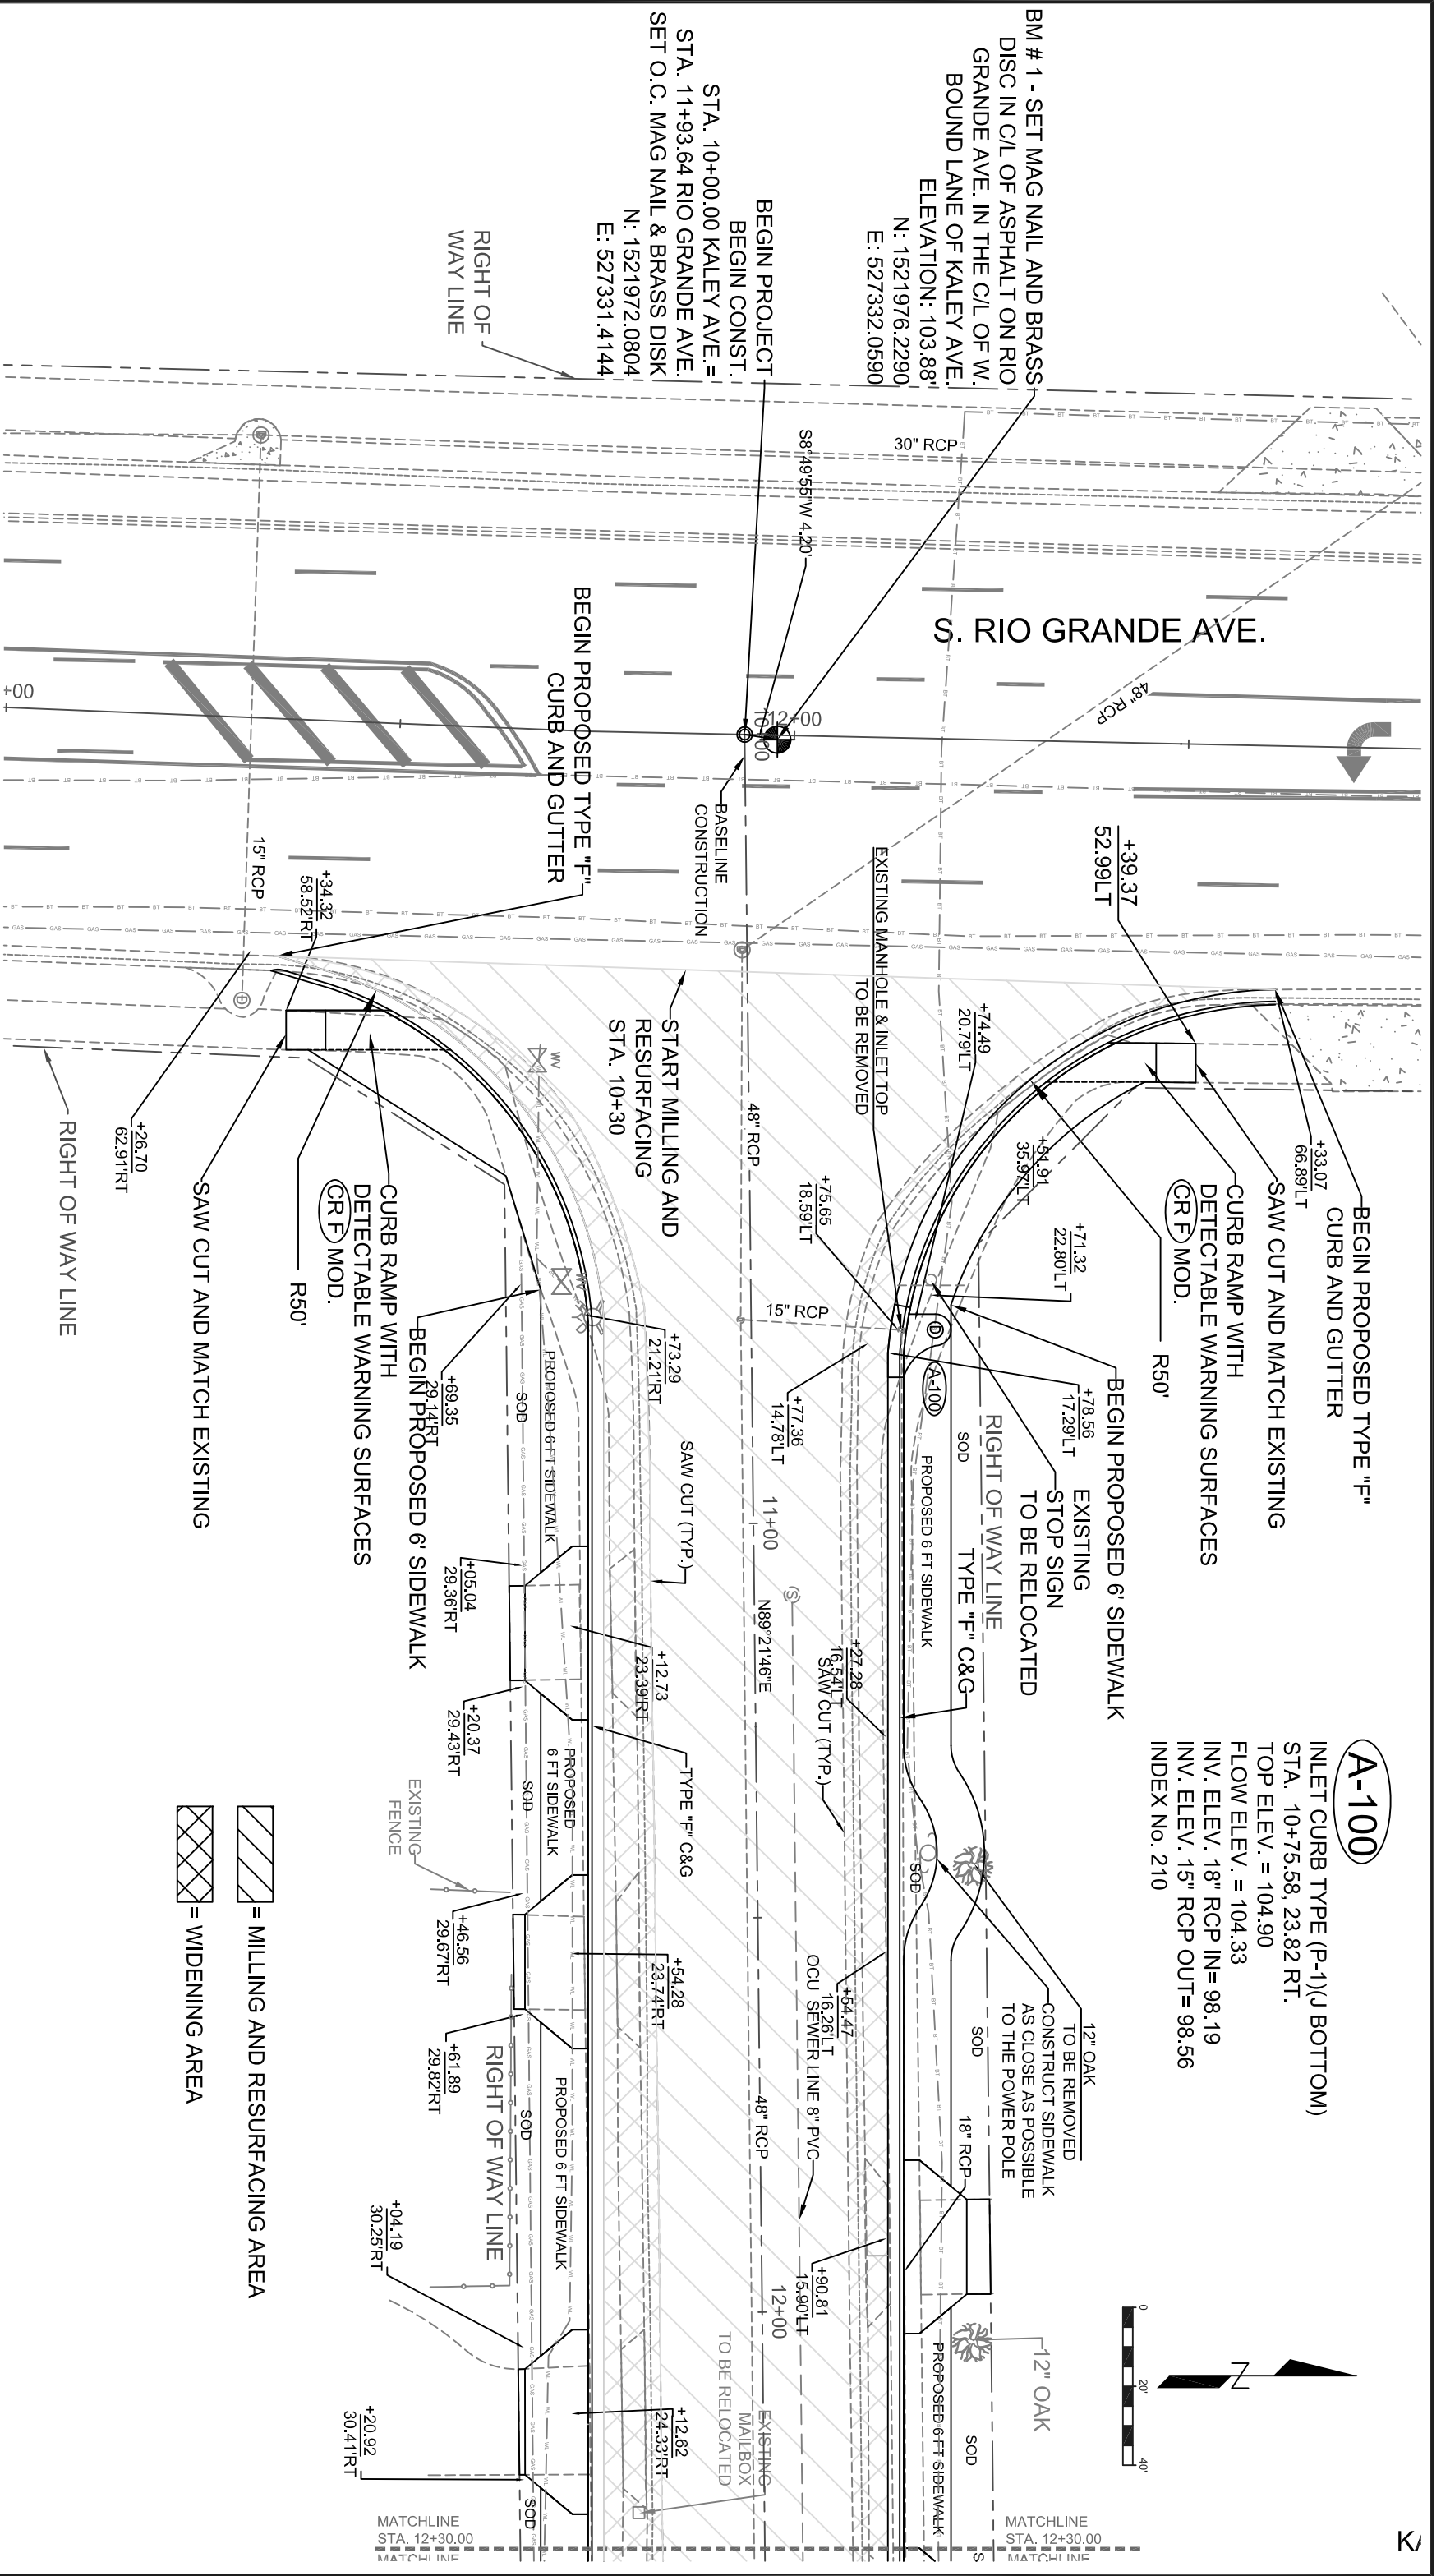 BM # 1 - SET MAG NAIL AND BRASS
DISC IN C/L OF ASPHALT ON RIO
GRANDE AVE. IN THE C/L OF W.
BOUND LANE OF KALEY AVE.
ELEVATION: 103.88'
N: 1521976.2290
E: 527332.0590
BEGIN PROJECT
BEGIN CONST.
STA. 10+00.00 KALEY AVE.=
STA. 11+93.64 RIO GRANDE AVE.
SET O.C. MAG NAIL & BRASS DISK
N: 1521972.0804
E: 527331.4144
RIGHT OF
WAY LINE
30" RCP
S8°49'55"W 4.20'
S. RIO GRANDE AVE.
48" RCP
+00
12+00
10+00
BEGIN PROPOSED TYPE "F"
CURB AND GUTTER
BASELINE
CONSTRUCTION
15" RCP
+34.32
58.52'RT
+39.37
52.99LT
EXISTING MANHOLE & INLET TOP
TO BE REMOVED
START MILLING AND
RESURFACING
STA. 10+30
48" RCP
+74.49
20.79'LT
+75.65
18.59'LT
+51.91
35.97'LT
+71.32
22.80'LT
+33.07
66.89'LT
BEGIN PROPOSED TYPE "F"
CURB AND GUTTER
SAW CUT AND MATCH EXISTING
CURB RAMP WITH
DETECTABLE WARNING SURFACES
CR F MOD.
R50'
BEGIN PROPOSED 6' SIDEWALK
EXISTING
STOP SIGN
TO BE RELOCATED
+78.56
17.29'LT
RIGHT OF WAY LINE
TYPE "F" C&G
SOD
PROPOSED 6 FT SIDEWALK
D
A-100
15" RCP
+77.36
14.78'LT
WV
WV
+26.70
62.91'RT
RIGHT OF WAY LINE
SAW CUT AND MATCH EXISTING
R50'
CURB RAMP WITH
DETECTABLE WARNING SURFACES
CR F MOD.
BEGIN PROPOSED 6' SIDEWALK
+69.35
29.14'RT
+73.29
21.21'RT
SAW CUT (TYP.)
PROPOSED 6 FT SIDEWALK
SOD
11+00
N89°21'46"E
S
+27.28
16.54'LT
SAW CUT (TYP.)
+05.04
29.36'RT
+12.73
23.39'RT
+20.37
29.43'RT
TYPE "F" C&G
PROPOSED
6 FT SIDEWALK
SOD
EXISTING
FENCE
+46.56
29.67'RT
+54.28
23.74'RT
+61.89
29.82'RT
RIGHT OF WAY LINE
SOD
PROPOSED 6 FT SIDEWALK
OCU SEWER LINE 8" PVC
+54.47
16.26'LT
48" RCP
SOD
12" OAK
TO BE REMOVED
CONSTRUCT SIDEWALK
AS CLOSE AS POSSIBLE
TO THE POWER POLE
SOD
18" RCP
+90.81
15.90'LT
12+00
A-100
INLET CURB TYPE (P-1)(J BOTTOM)
STA. 10+75.58, 23.82 RT.
TOP ELEV. = 104.90
FLOW ELEV. = 104.33
INV. ELEV. 18" RCP IN= 98.19
INV. ELEV. 15" RCP OUT= 98.56
INDEX No. 210
= MILLING AND RESURFACING AREA
= WIDENING AREA
+04.19
30.25'RT
+12.62
24.33'RT
+20.92
30.41'RT
EXISTING
MAILBOX
TO BE RELOCATED
12" OAK
PROPOSED 6 FT SIDEWALK
SOD
SOD
N
0
20'
40'
MATCHLINE
STA. 12+30.00
MATCHLINE
MATCHLINE
STA. 12+30.00
MATCHLINE